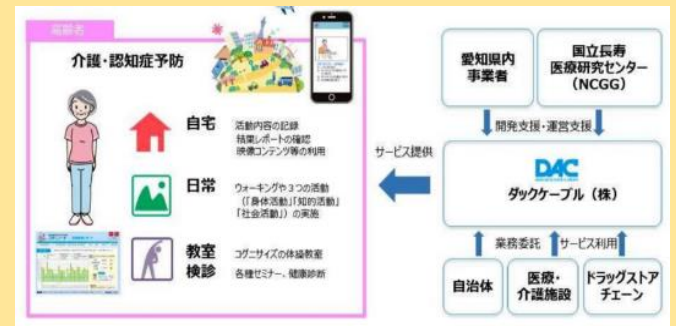 高齢者
介護・認知症予防
自宅
活動内容の記録
結果レポートの確認
映像コンテンツ等の利用
日常
ウォーキングや3つの活動
(「身体活動」「知的活動」
「社会活動」)の実施
教室
検診
コグニサイズの体操教室
各種セミナー、健康診断
サービス提供
愛知県内
事業者
国立長寿
医療研究センター
(NCGG)
開発支援・運営支援
DAC
ダックケーブル(株)
業務委託
サービス利用
自治体
医療・
介護施設
ドラッグストア
チェーン